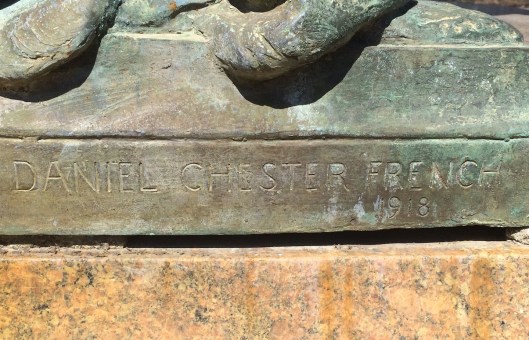 DANIEL CHESTER FRENCH
1918